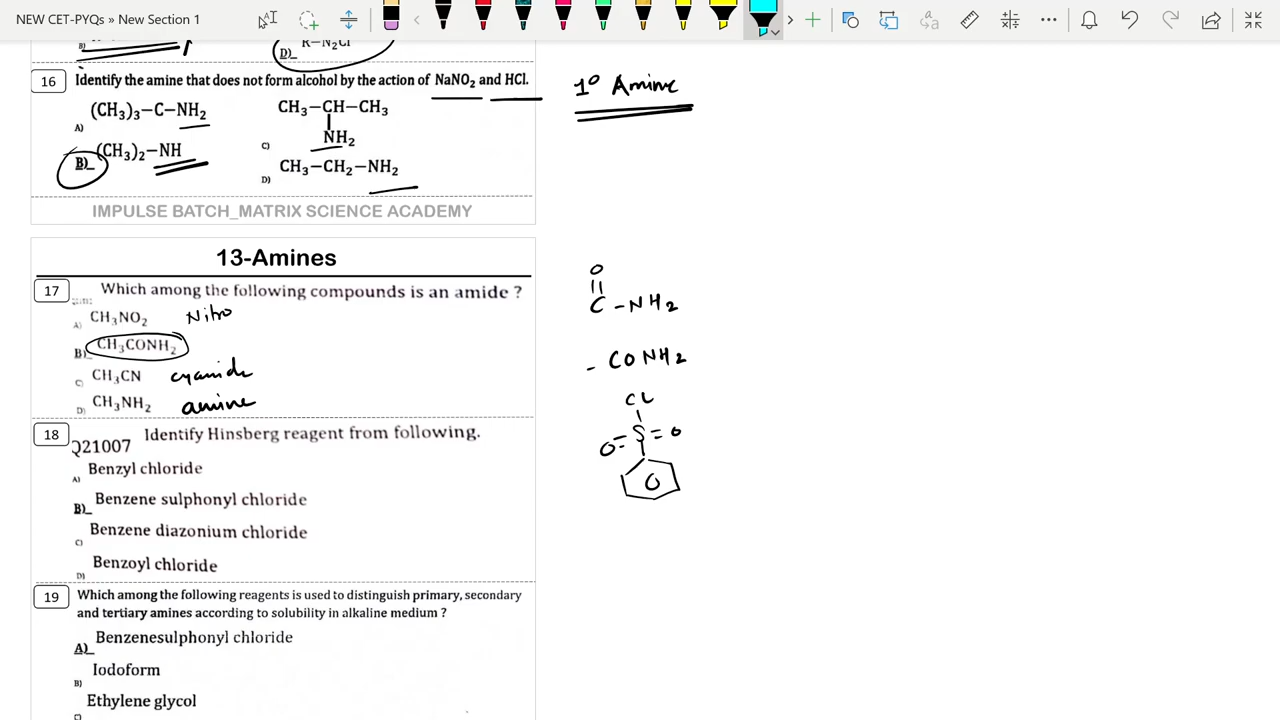 NEW CET-PYQs » New Section 1
B)
R−N₂Cl
D)
16 Identify the amine that does not form alcohol by the action of NaNO₂ and HCl.
1° Amine
A) (CH₃)₃−C−NH₂
B) (CH₃)₂−NH
CH₃−CH−CH₃
NH₂
C)
D) CH₃−CH₂−NH₂
IMPULSE BATCH_MATRIX SCIENCE ACADEMY
13-Amines
17 Which among the following compounds is an amide ?
A) CH₃NO₂ Nitro
B) CH₃CONH₂
C) CH₃CN cyanide
D) CH₃NH₂ amine
O
C−NH₂
− CONH₂
Cl
O=S=O
18 Identify Hinsberg reagent from following.
Q21007
A) Benzyl chloride
B) Benzene sulphonyl chloride
C) Benzene diazonium chloride
D) Benzoyl chloride
19 Which among the following reagents is used to distinguish primary, secondary
and tertiary amines according to solubility in alkaline medium ?
A) Benzenesulphonyl chloride
B) Iodoform
Ethylene glycol